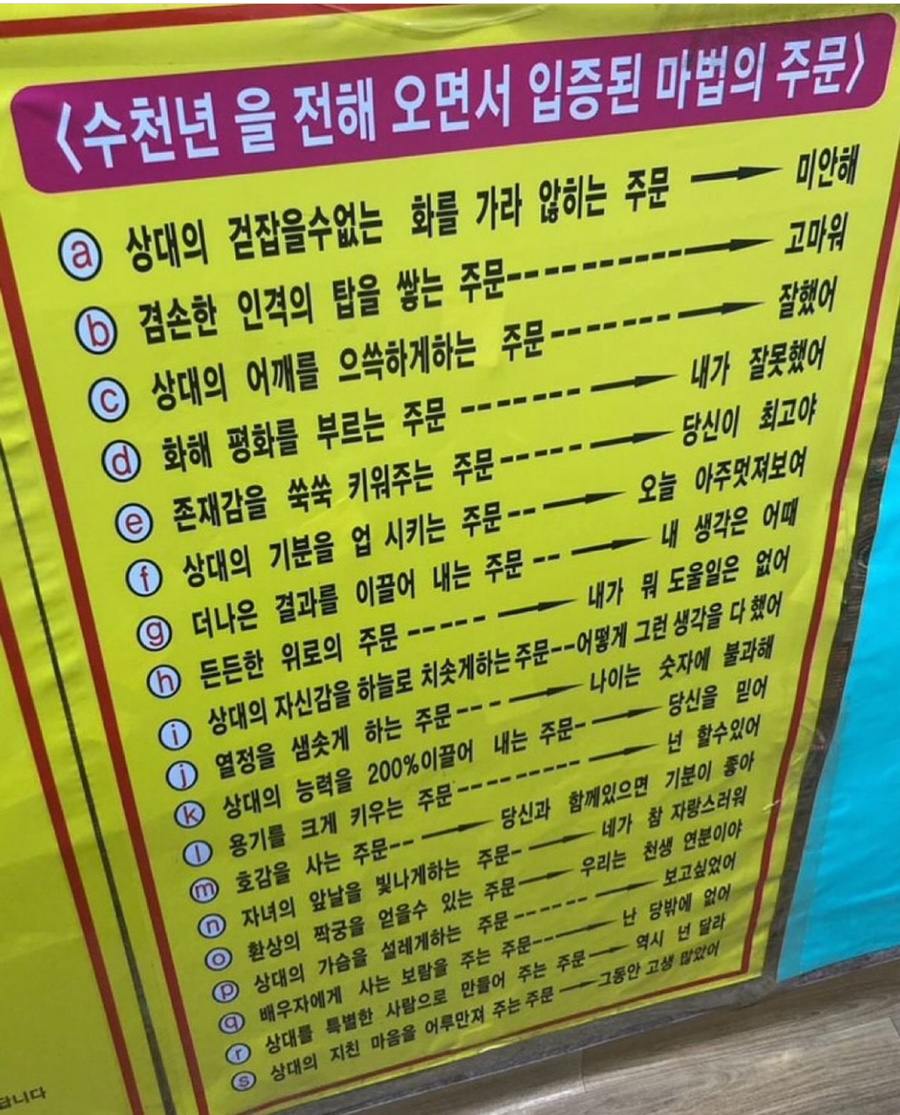 <수천년 을 전해 오면서 입증된 마법의 주문>
ⓐ 상대의 걷잡을수없는 화를 가라 않히는 주문 → 미안해
ⓑ 겸손한 인격의 탑을 쌓는 주문 → 고마워
ⓒ 상대의 어깨를 으쓱하게하는 주문 → 잘했어
ⓓ 화해 평화를 부르는 주문 → 내가 잘못했어
ⓔ 존재감을 쑥쑥 키워주는 주문 → 당신이 최고야
ⓕ 상대의 기분을 업 시키는 주문 → 오늘 아주멋져보여
ⓖ 더나은 결과를 이끌어 내는 주문 → 내 생각은 어때
ⓗ 든든한 위로의 주문 → 내가 뭐 도울일은 없어
ⓘ 상대의 자신감을 하늘로 치솟게하는 주문--어떻게 그런 생각을 다 했어
ⓙ 열정을 샘솟게 하는 주문 → 나이는 숫자에 불과해
ⓚ 상대의 능력을 200%이끌어 내는 주문 → 당신을 믿어
ⓛ 용기를 크게 키우는 주문 → 넌 할수있어
ⓜ 호감을 사는 주문 → 당신과 함께있으면 기분이 좋아
ⓝ 자녀의 앞날을 빛나게하는 주문 → 네가 참 자랑스러워
ⓞ 환상의 짝궁을 얻을수 있는 주문 → 우리는 천생 연분이야
ⓟ 상대의 가슴을 설레게하는 주문 → 보고싶었어
ⓠ 배우자에게 사는 보람을 주는 주문 → 난 당밖에 없어
ⓡ 상대를 특별한 사람으로 만들어 주는 주문 → 역시 넌 달라
ⓢ 상대의 지친 마음을 어루만져 주는 주문 → 그동안 고생 많았어